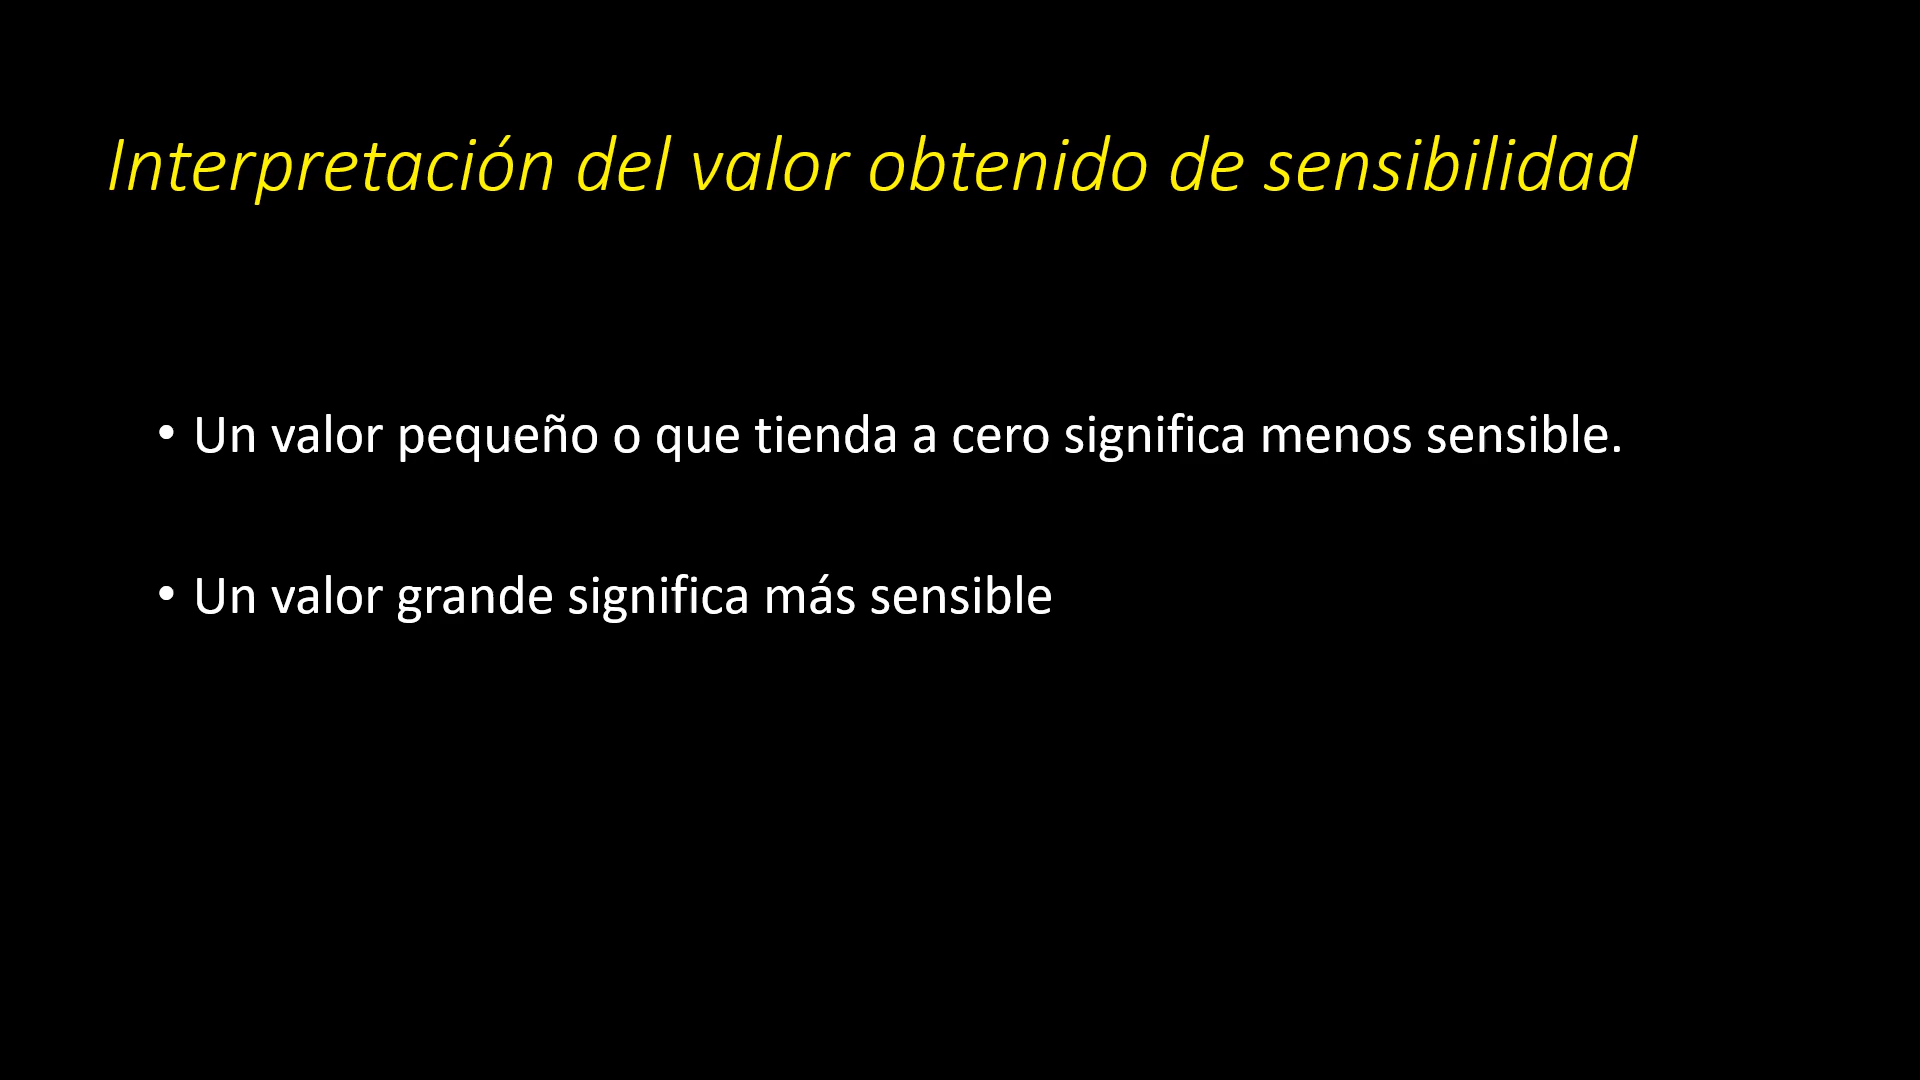 Interpretación del valor obtenido de sensibilidad
• Un valor pequeño o que tienda a cero significa menos sensible.
• Un valor grande significa más sensible